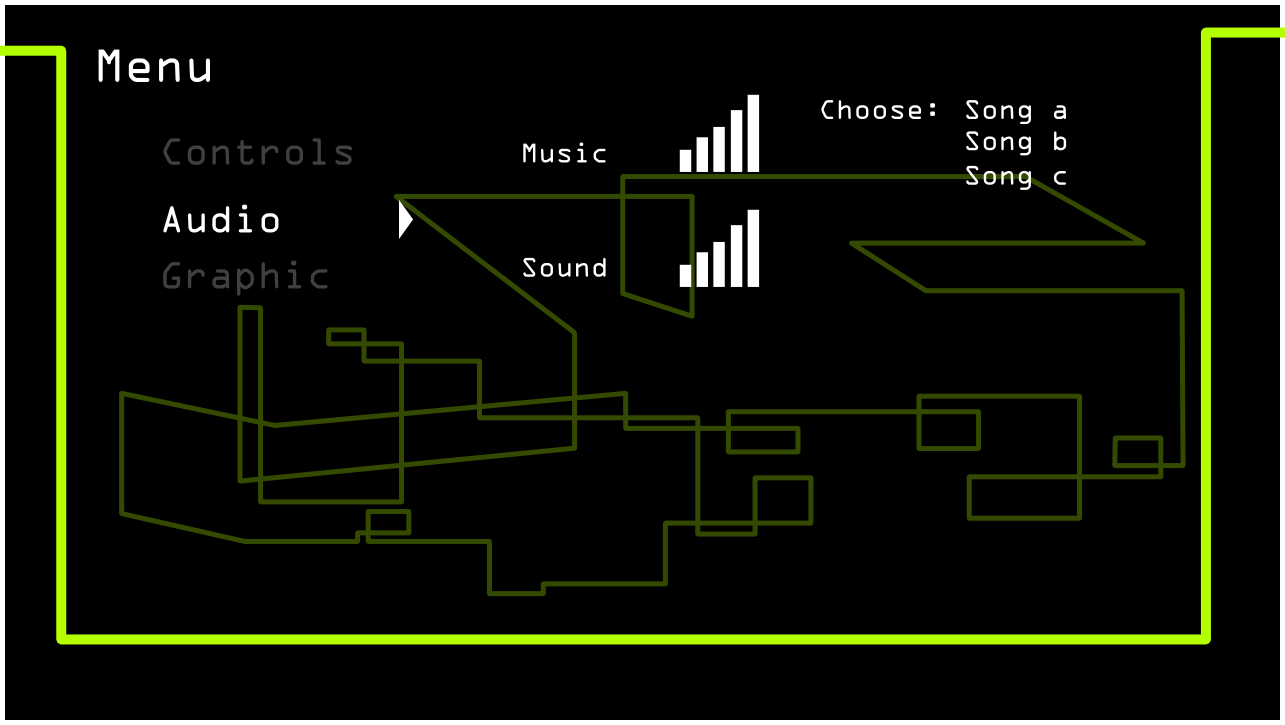 Menu
Controls
Audio
Graphic
Music
Sound
Choose: Song a
Song b
Song c